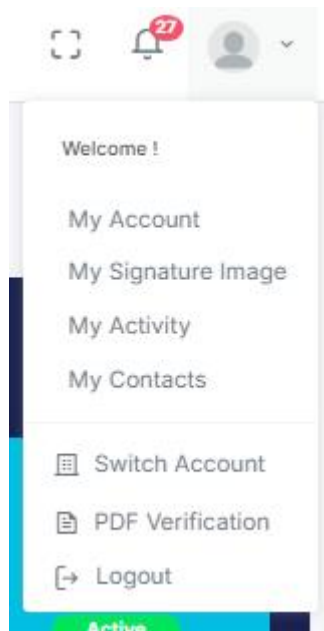 27
Welcome !
My Account
My Signature Image
My Activity
My Contacts
Switch Account
PDF Verification
Logout
Active